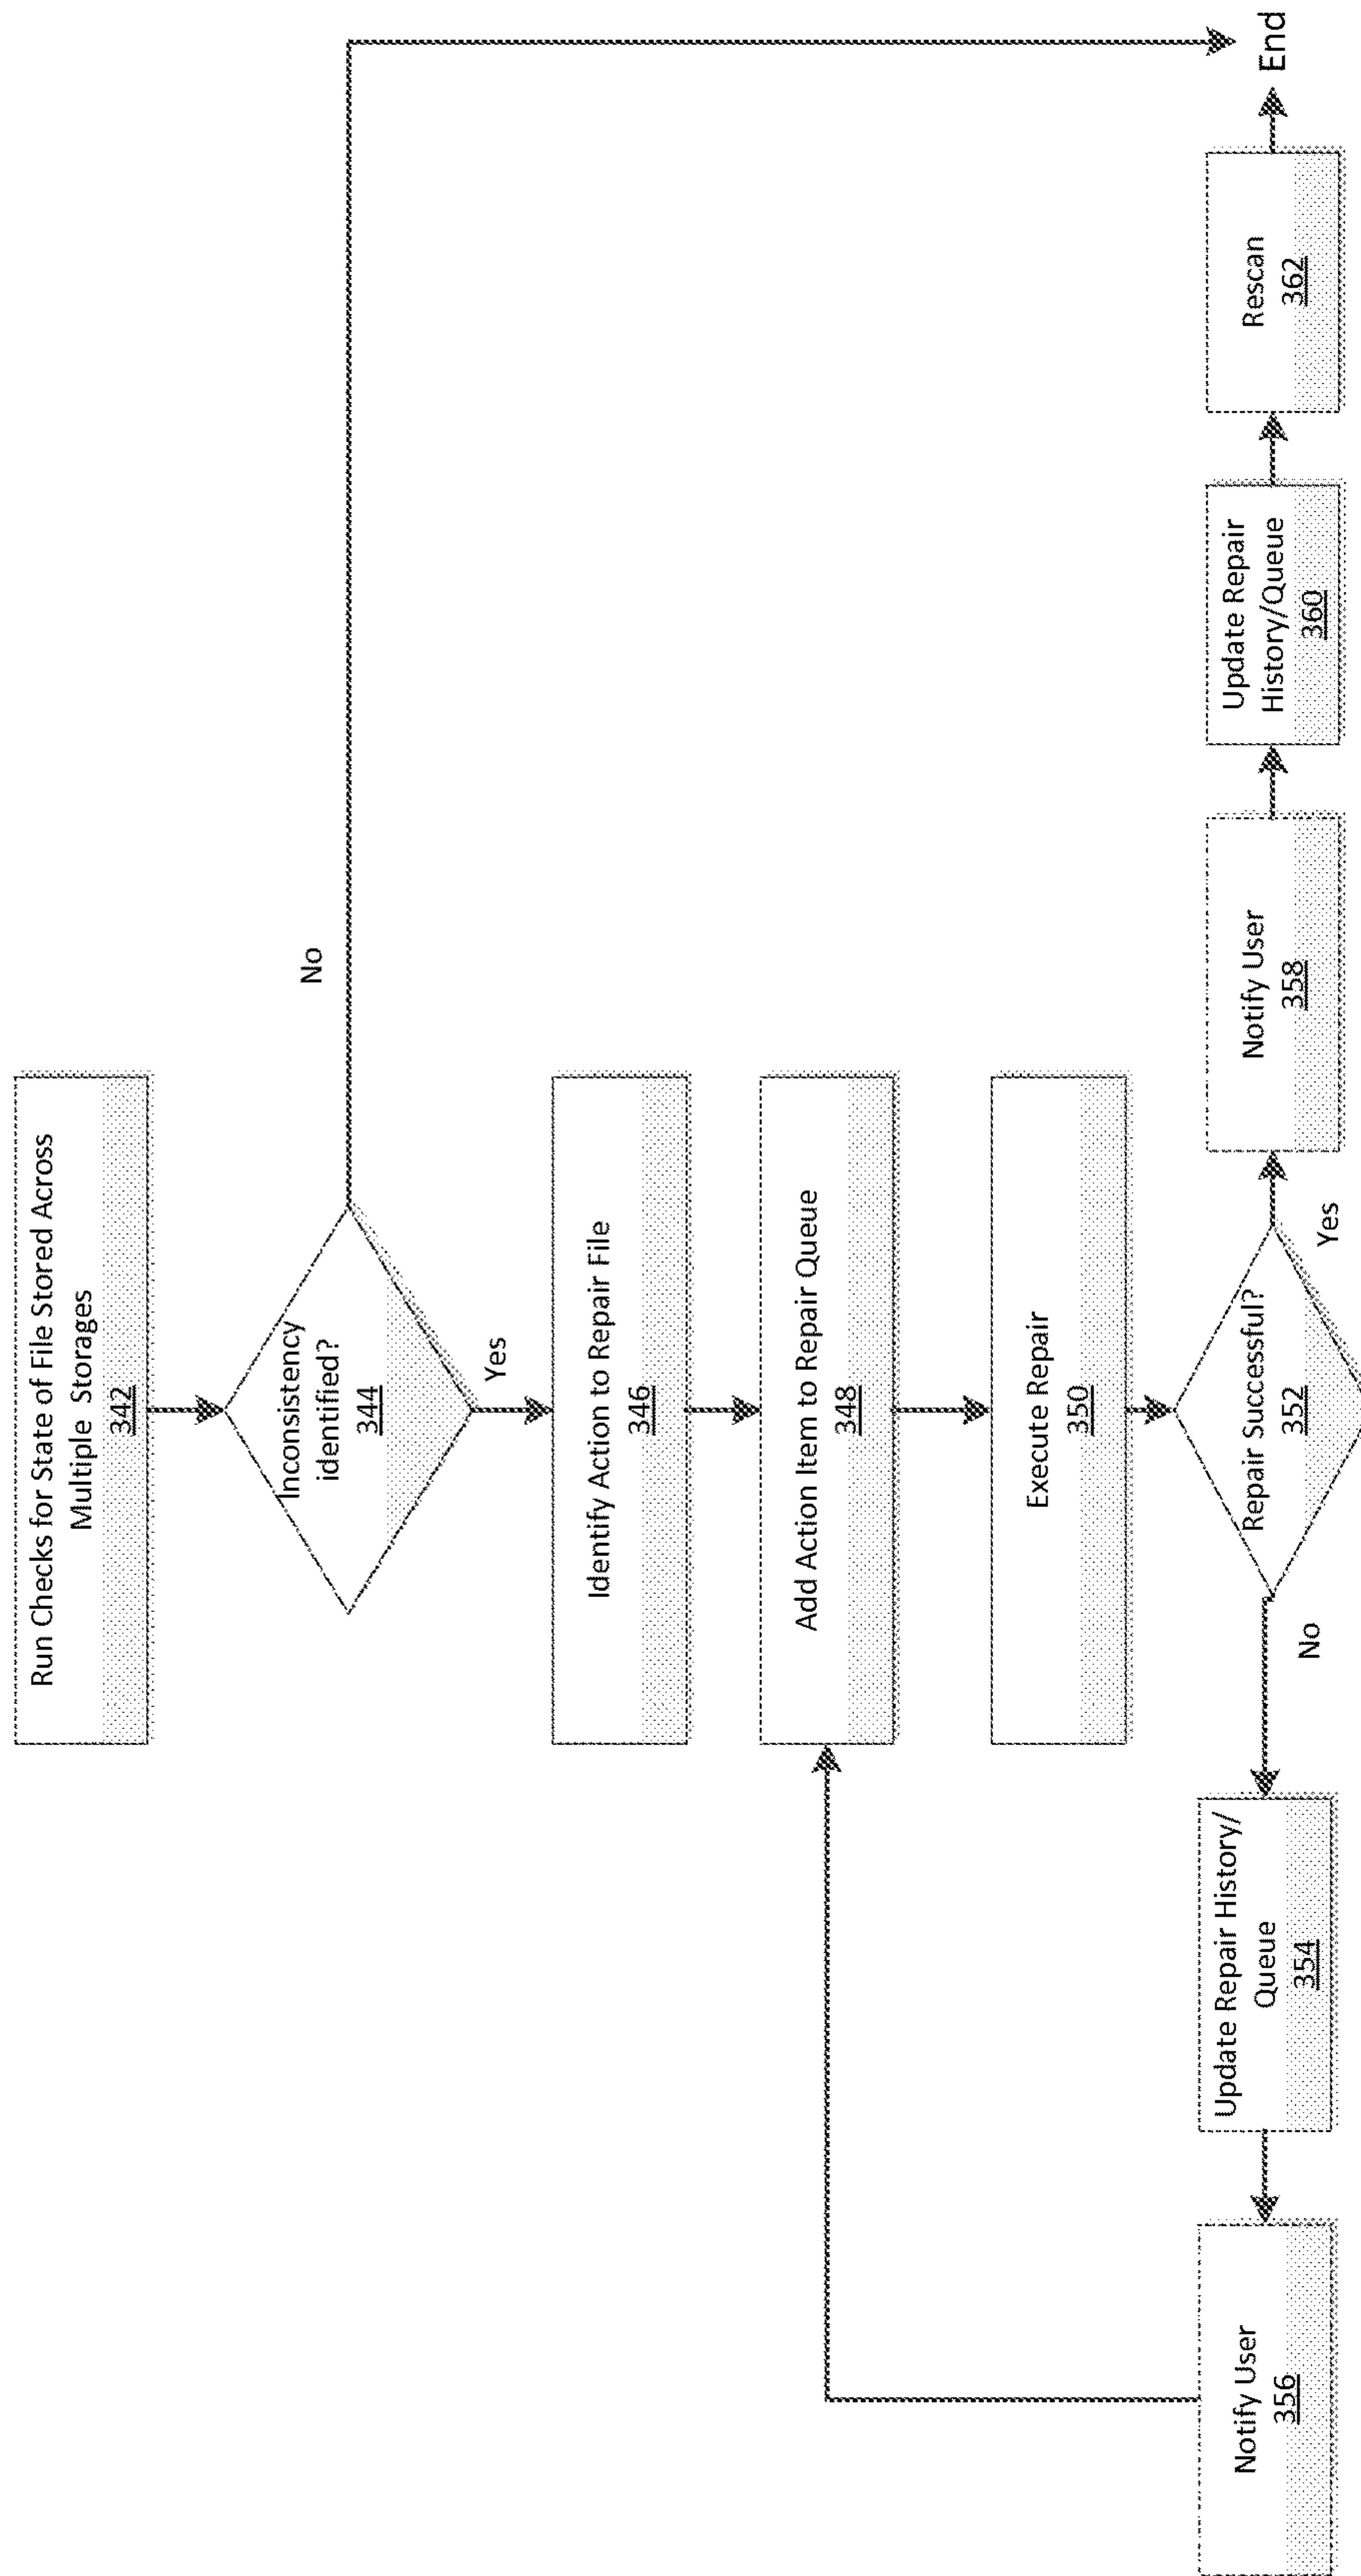 Run Checks for State of File Stored Across
Multiple Storages
342
Inconsistency
identified?
344
No
Yes
Identify Action to Repair File
346
Add Action Item to Repair Queue
348
Execute Repair
350
Repair Successful?
352
No
Yes
Update Repair History/
Queue
354
Notify User
356
Notify User
358
Update Repair
History/Queue
360
Rescan
362
End